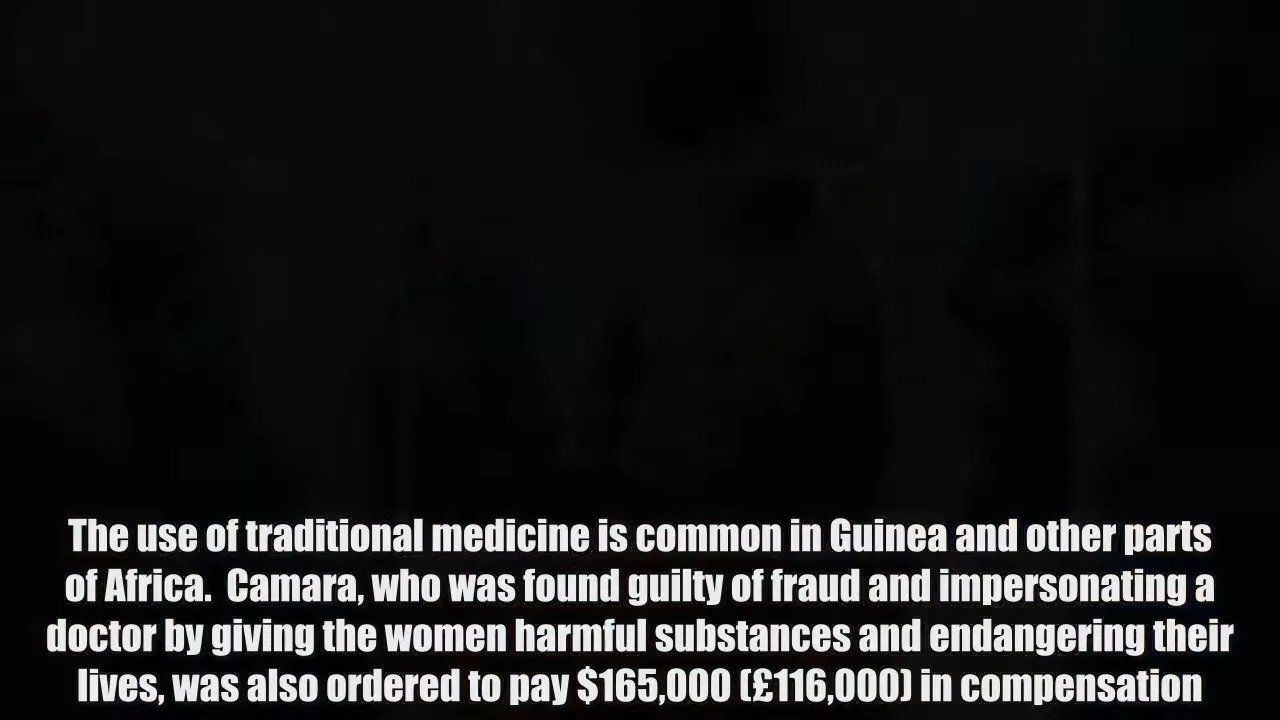 The use of traditional medicine is common in Guinea and other parts
of Africa.  Camara, who was found guilty of fraud and impersonating a
doctor by giving the women harmful substances and endangering their
lives, was also ordered to pay $165,000 (£116,000) in compensation